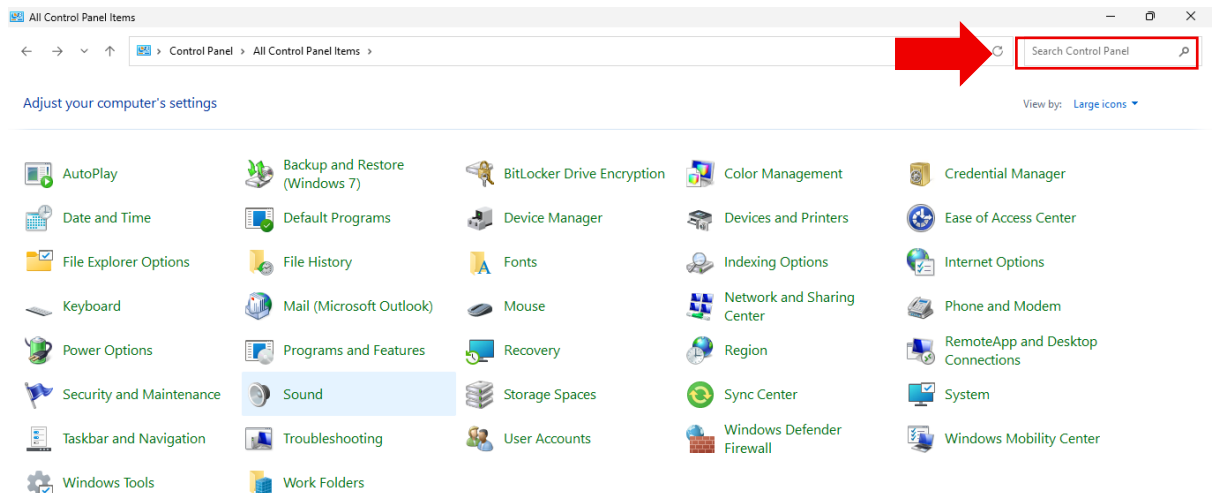 All Control Panel Items
Control Panel > All Control Panel Items >
Search Control Panel
Adjust your computer's settings
View by: Large icons
AutoPlay
Backup and Restore
(Windows 7)
BitLocker Drive Encryption
Color Management
Credential Manager
Date and Time
Default Programs
Device Manager
Devices and Printers
Ease of Access Center
File Explorer Options
File History
Fonts
Indexing Options
Internet Options
Keyboard
Mail (Microsoft Outlook)
Mouse
Network and Sharing
Center
Phone and Modem
Power Options
Programs and Features
Recovery
Region
RemoteApp and Desktop
Connections
Security and Maintenance
Sound
Storage Spaces
Sync Center
System
Taskbar and Navigation
Troubleshooting
User Accounts
Windows Defender
Firewall
Windows Mobility Center
Windows Tools
Work Folders